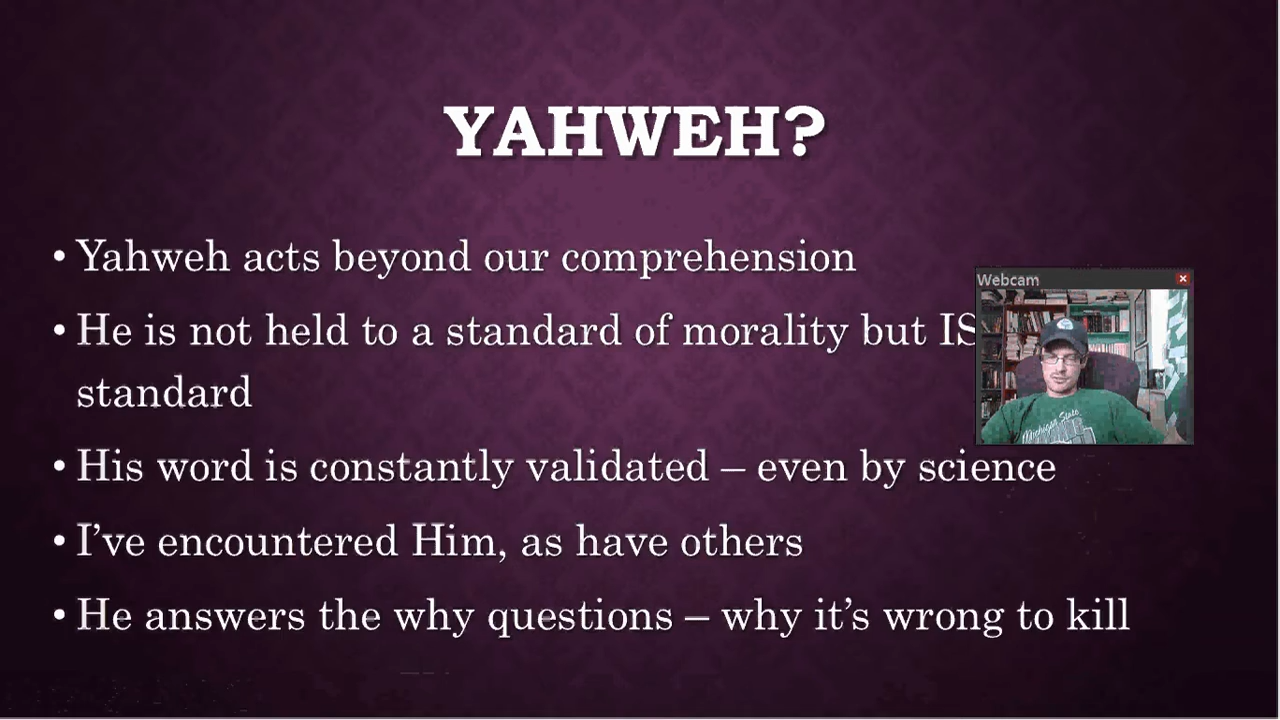 YAHWEH?
• Yahweh acts beyond our comprehension
• He is not held to a standard of morality but IS
standard
• His word is constantly validated – even by science
• I've encountered Him, as have others
• He answers the why questions – why it's wrong to kill
Webcam
Michigan State